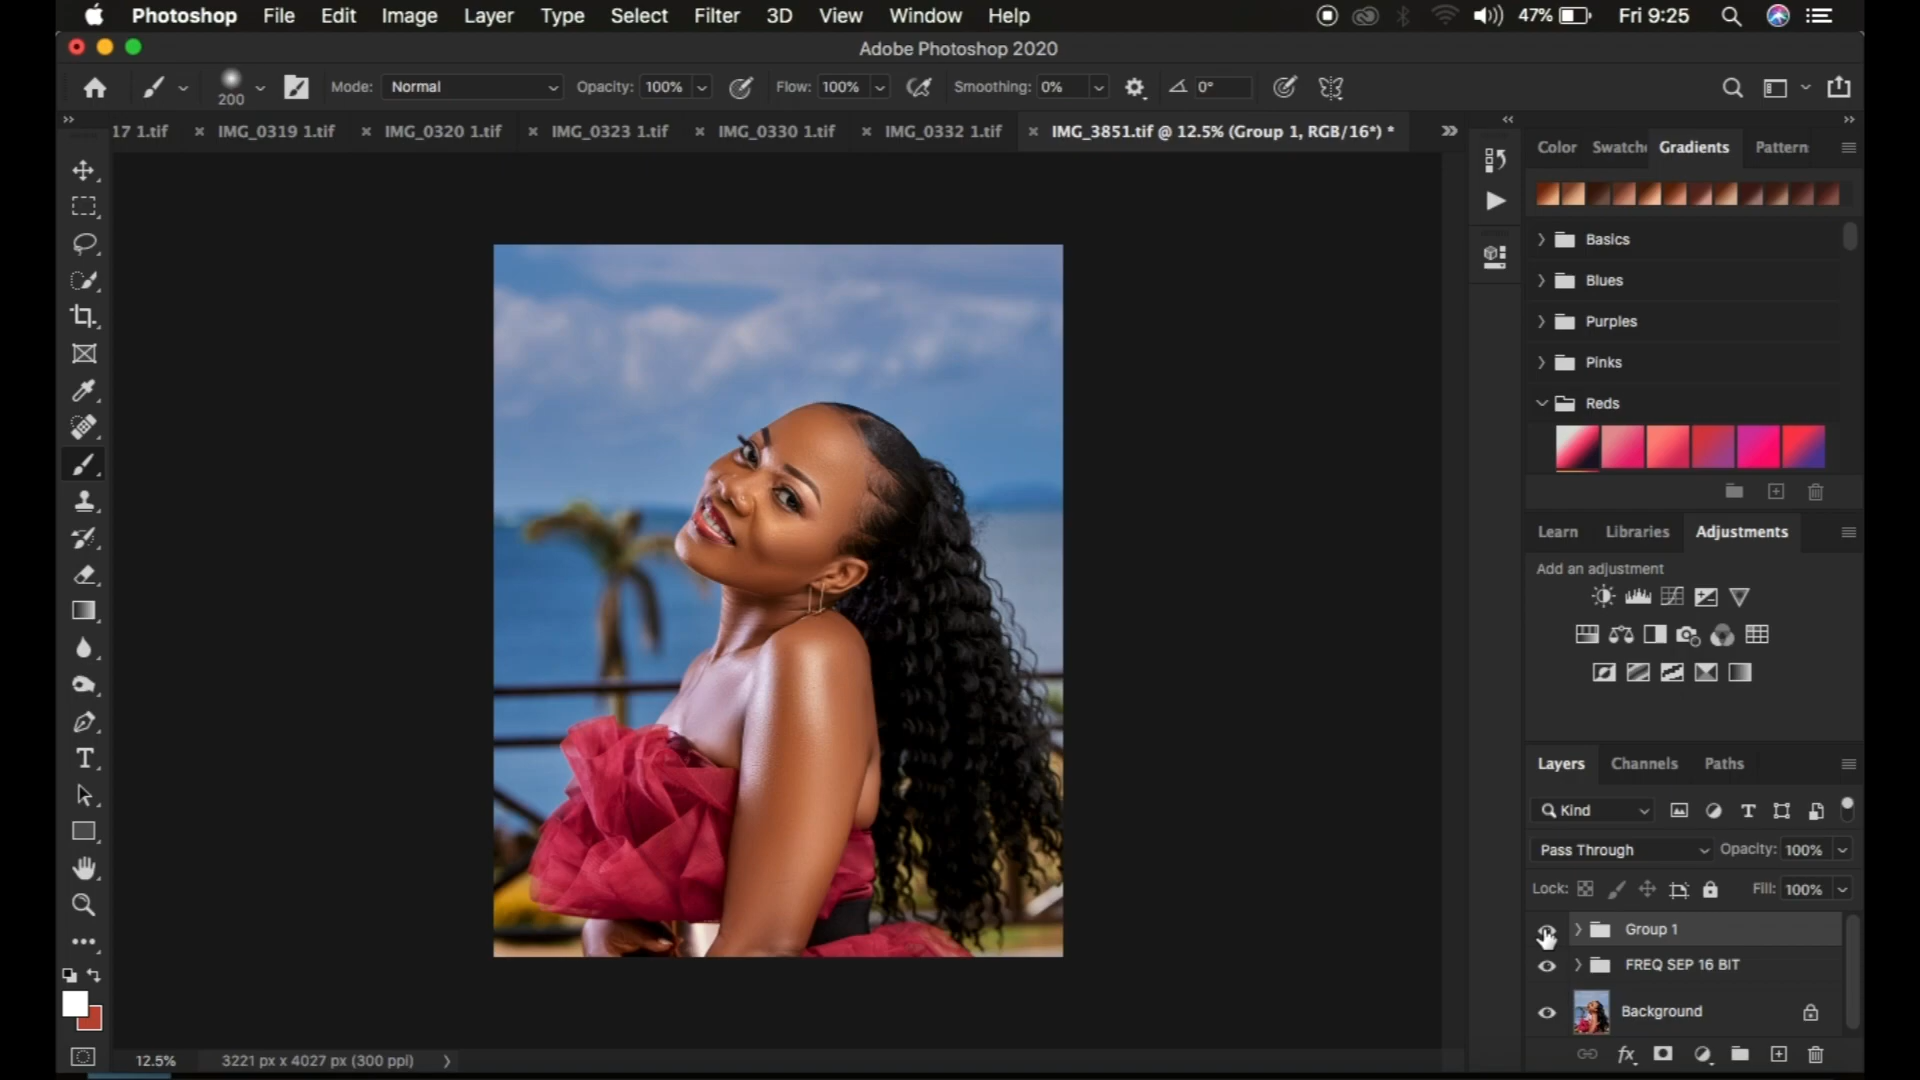 Photoshop File Edit Image Layer Type Select Filter 3D View Window Help 47% Fri 9:25
Adobe Photoshop 2020
200 Mode: Normal Opacity: 100% Flow: 100% Smoothing: 0% 0°
17 1.tif × IMG_0319 1.tif × IMG_0320 1.tif × IMG_0323 1.tif × IMG_0330 1.tif × IMG_0332 1.tif × IMG_3851.tif @ 12.5% (Group 1, RGB/16*) *
Color Swatche Gradients Pattern
Basics
Blues
Purples
Pinks
Reds
Learn Libraries Adjustments
Add an adjustment
Layers Channels Paths
Kind
Pass Through Opacity: 100%
Lock: Fill: 100%
Group 1
FREQ SEP 16 BIT
Background
fx
12.5% 3221 px x 4027 px (300 ppi)